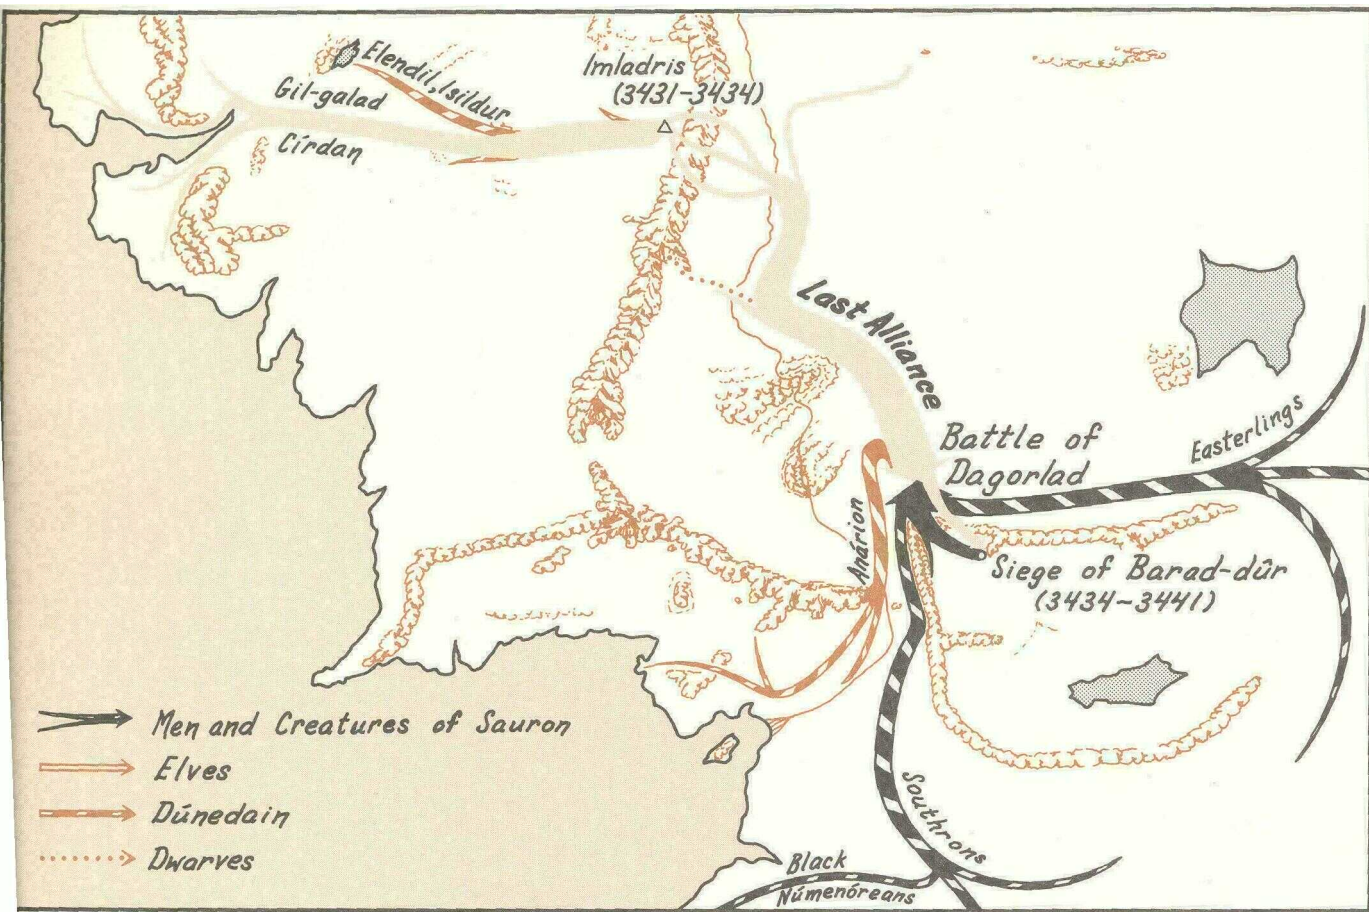 Elendil, Isildur
Gil-galad
Círdan
Imladris
(3431-3434)
Last Alliance
Battle of
Dagorlad
Easterlings
Anárion
Siege of Barad-dûr
(3434-3441)
Men and Creatures of Sauron
Elves
Dúnedain
Dwarves
Southrons
Black
Númenóreans